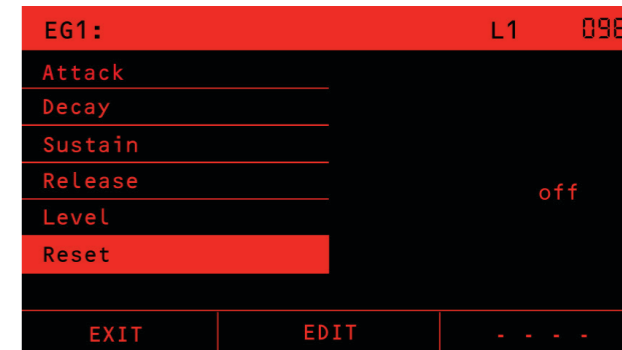 EG1: L1
Attack
Decay
Sustain
Release
off
Level
Reset
EXIT EDIT - - - -